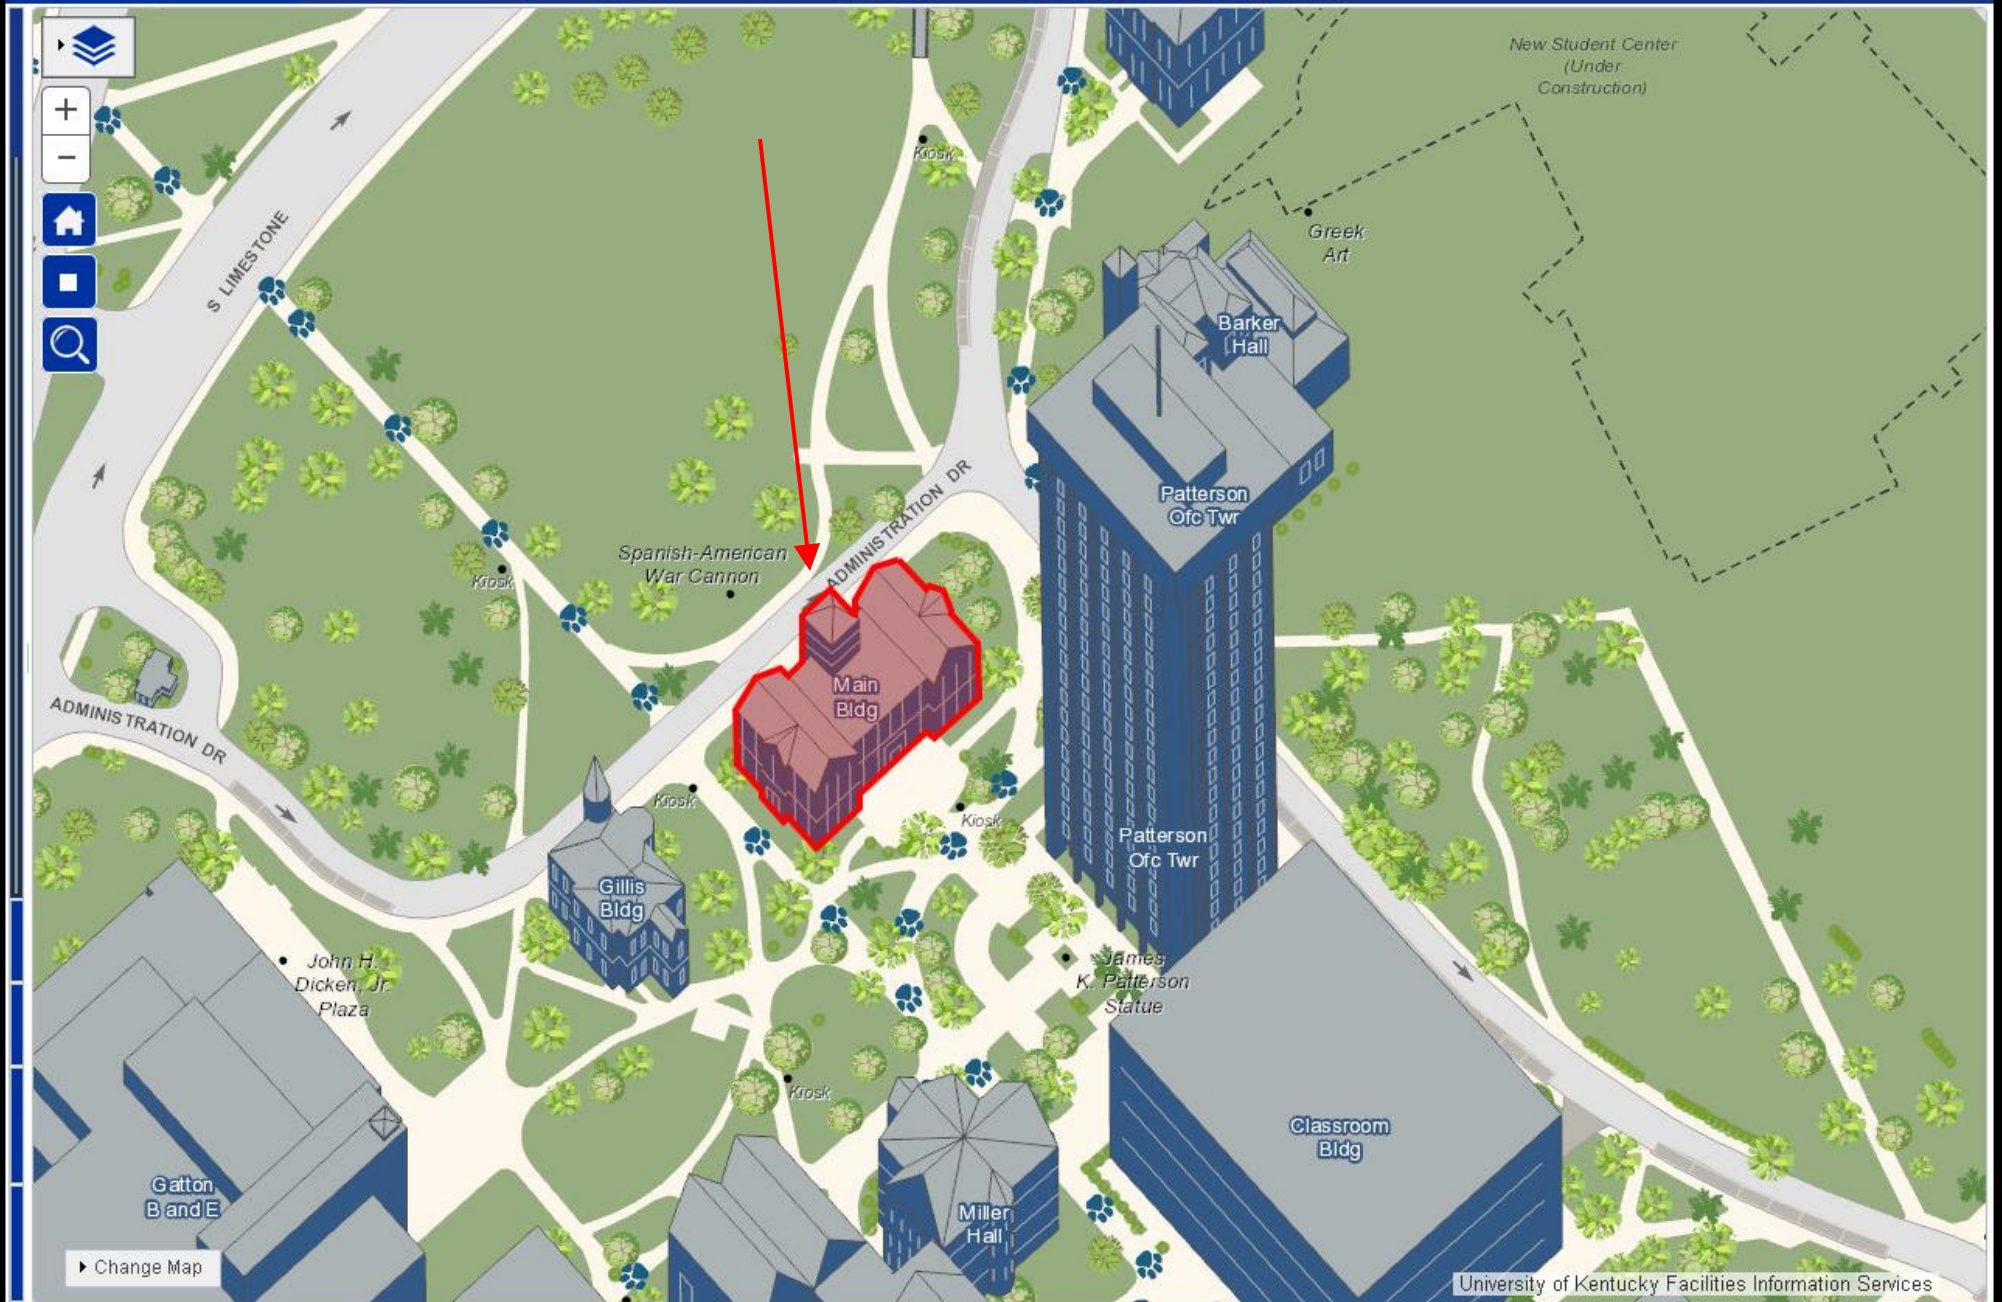 New Student Center
(Under
Construction)
Kiosk
S LIMESTONE
Greek
Art
Barker
Hall
Patterson
Ofc Twr
ADMINISTRATION DR
Spanish-American
War Cannon
Kiosk
Main
Bldg
ADMINISTRATION DR
Kiosk
Kiosk
Patterson
Ofc Twr
Gillis
Bldg
John H.
Dicken, Jr.
Plaza
James
K. Patterson
Statue
Kiosk
Classroom
Bldg
Gatton
B and E
Miller
Hall
Change Map
University of Kentucky Facilities Information Services